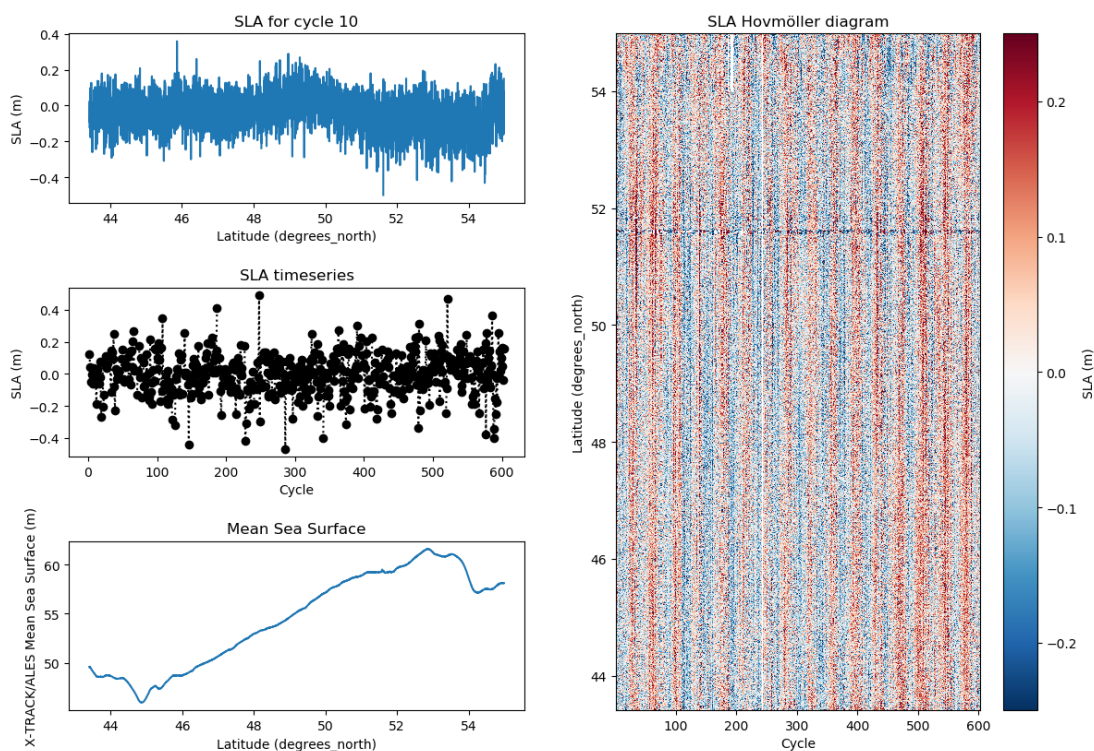 SLA for cycle 10
SLA (m)
0.4
0.2
0.0
−0.2
−0.4
44 46 48 50 52 54
Latitude (degrees_north)
SLA timeseries
SLA (m)
0.4
0.2
0.0
−0.2
−0.4
0 100 200 300 400 500 600
Cycle
Mean Sea Surface
X-TRACK/ALES Mean Sea Surface (m)
60
55
50
44 46 48 50 52 54
Latitude (degrees_north)
SLA Hovmöller diagram
Latitude (degrees_north)
54
52
50
48
46
44
100 200 300 400 500 600
Cycle
0.2
0.1
0.0
−0.1
−0.2
SLA (m)